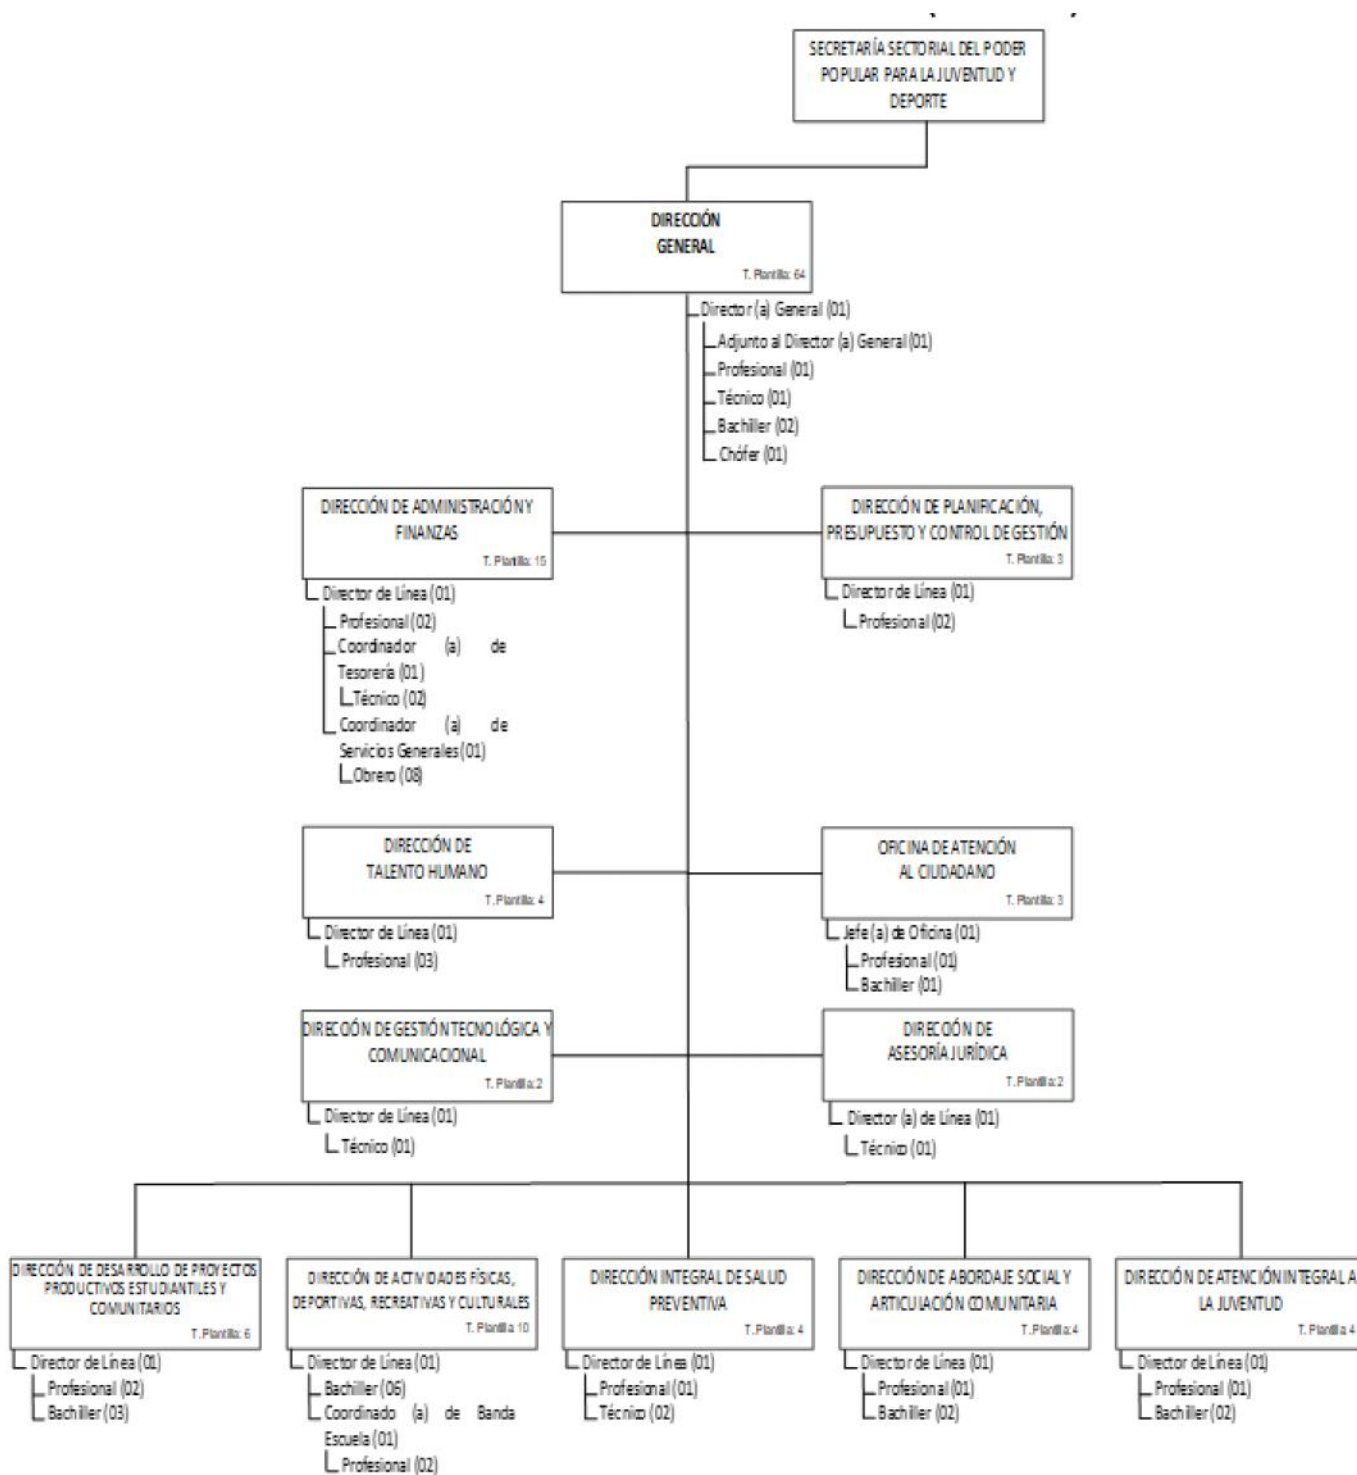 SECRETARÍA SECTORIAL DEL PODER
POPULAR PARA LA JUVENTUD Y
DEPORTE
DIRECCIÓN
GENERAL
T. Plantilla: 64
Director (a) General (01)
Adjunto al Director (a) General (01)
Profesional (01)
Técnico (01)
Bachiller (02)
Chófer (01)
DIRECCIÓN DE ADMINISTRACIÓN Y
FINANZAS
T. Plantilla: 15
Director de Línea (01)
Profesional (02)
Coordinador (a) de
Tesorería (01)
Técnico (02)
Coordinador (a) de
Servicios Generales (01)
Obrero (08)
DIRECCIÓN DE PLANIFICACIÓN,
PRESUPUESTO Y CONTROL DE GESTIÓN
T. Plantilla: 3
Director de Línea (01)
Profesional (02)
DIRECCIÓN DE
TALENTO HUMANO
T. Plantilla: 4
Director de Línea (01)
Profesional (03)
OFICINA DE ATENCIÓN
AL CIUDADANO
T. Plantilla: 3
Jefe (a) de Oficina (01)
Profesional (01)
Bachiller (01)
DIRECCIÓN DE GESTIÓN TECNOLÓGICA Y
COMUNICACIONAL
T. Plantilla: 2
Director de Línea (01)
Técnico (01)
DIRECCIÓN DE
ASESORÍA JURÍDICA
T. Plantilla: 2
Director (a) de Línea (01)
Técnico (01)
DIRECCIÓN DE DESARROLLO DE PROYECTOS
PRODUCTIVOS ESTUDIANTILES Y
COMUNITARIOS
T. Plantilla: 6
Director de Línea (01)
Profesional (02)
Bachiller (03)
DIRECCIÓN DE ACTIVIDADES FÍSICAS,
DEPORTIVAS, RECREATIVAS Y CULTURALES
T. Plantilla 10
Director de Línea (01)
Bachiller (06)
Coordinado (a) de Banda
Escuela (01)
Profesional (02)
DIRECCIÓN INTEGRAL DE SALUD
PREVENTIVA
T. Plantilla: 4
Director de Línea (01)
Profesional (01)
Técnico (02)
DIRECCIÓN DE ABORDAJE SOCIAL Y
ARTICULACIÓN COMUNITARIA
T. Plantilla: 4
Director de Línea (01)
Profesional (01)
Bachiller (02)
DIRECCIÓN DE ATENCIÓN INTEGRAL A
LA JUVENTUD
T. Plantilla 4
Director de Línea (01)
Profesional (01)
Bachiller (02)